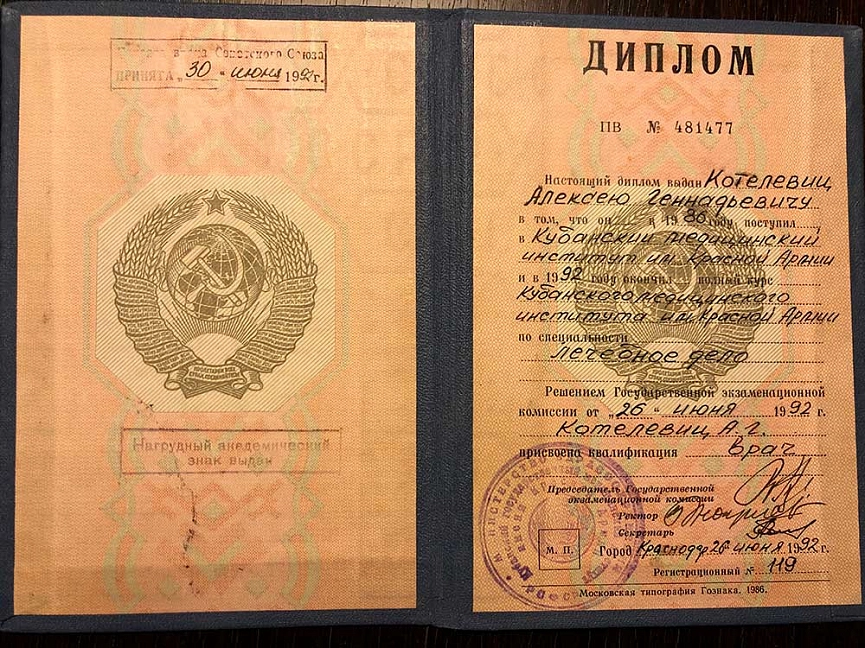 Советского Союза
ПРИНЯТА „30“ июня 1992 г.
Нагрудный академический
знак выдан
ДИПЛОМ
ПВ № 481477
Настоящий диплом выдан Котелевиц
Алексею Геннадьевичу
в том, что он в 1986 году поступил
в Кубанский медицинский
институт им. Красной Армии
и в 1992 году окончил полный курс
Кубанского медицинского
института им. Красной Армии
по специальности
лечебное дело
Решением Государственной экзаменационной
комиссии от „26“ июня 1992 г.
Котелевиц А. Г.
присвоена квалификация врач
Председатель Государственной
экзаменационной комиссии
Ректор
Секретарь
М. П. Город Краснодар 26 июня 1992 г.
Регистрационный № 119
Московская типография Гознака. 1986.